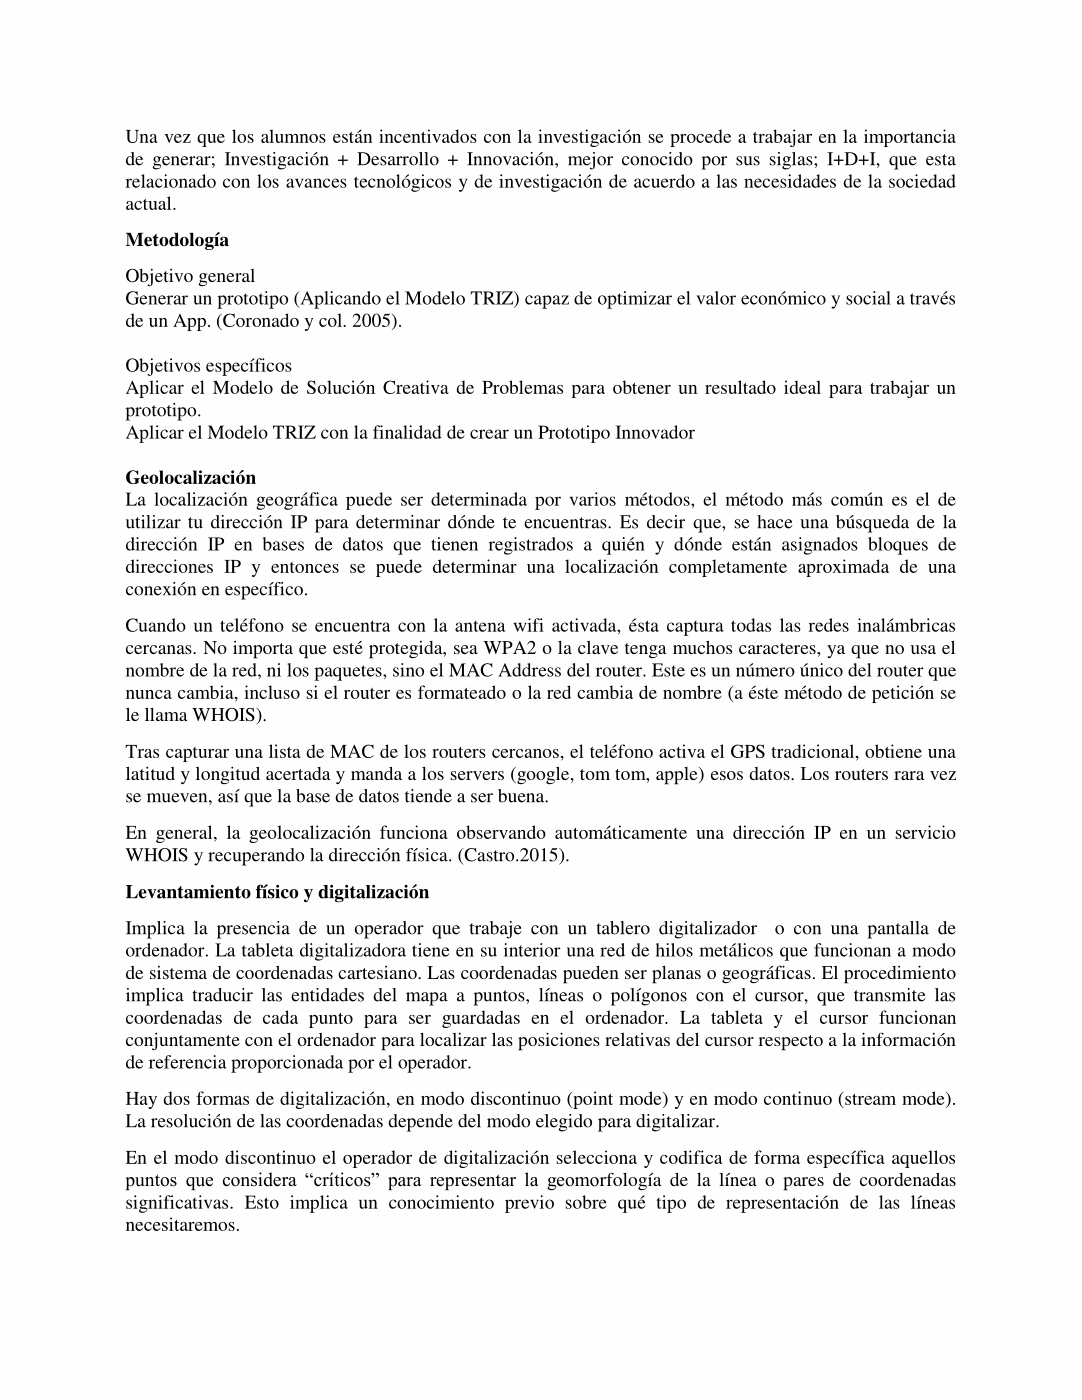 Una vez que los alumnos están incentivados con la investigación se procede a trabajar en la importancia
de generar; Investigación + Desarrollo + Innovación, mejor conocido por sus siglas; I+D+I, que esta
relacionado con los avances tecnológicos y de investigación de acuerdo a las necesidades de la sociedad
actual.
Metodología
Objetivo general
Generar un prototipo (Aplicando el Modelo TRIZ) capaz de optimizar el valor económico y social a través
de un App. (Coronado y col. 2005).
Objetivos específicos
Aplicar el Modelo de Solución Creativa de Problemas para obtener un resultado ideal para trabajar un
prototipo.
Aplicar el Modelo TRIZ con la finalidad de crear un Prototipo Innovador
Geolocalización
La localización geográfica puede ser determinada por varios métodos, el método más común es el de
utilizar tu dirección IP para determinar dónde te encuentras. Es decir que, se hace una búsqueda de la
dirección IP en bases de datos que tienen registrados a quién y dónde están asignados bloques de
direcciones IP y entonces se puede determinar una localización completamente aproximada de una
conexión en específico.
Cuando un teléfono se encuentra con la antena wifi activada, ésta captura todas las redes inalámbricas
cercanas. No importa que esté protegida, sea WPA2 o la clave tenga muchos caracteres, ya que no usa el
nombre de la red, ni los paquetes, sino el MAC Address del router. Este es un número único del router que
nunca cambia, incluso si el router es formateado o la red cambia de nombre (a éste método de petición se
le llama WHOIS).
Tras capturar una lista de MAC de los routers cercanos, el teléfono activa el GPS tradicional, obtiene una
latitud y longitud acertada y manda a los servers (google, tom tom, apple) esos datos. Los routers rara vez
se mueven, así que la base de datos tiende a ser buena.
En general, la geolocalización funciona observando automáticamente una dirección IP en un servicio
WHOIS y recuperando la dirección física. (Castro.2015).
Levantamiento físico y digitalización
Implica la presencia de un operador que trabaje con un tablero digitalizador o con una pantalla de
ordenador. La tableta digitalizadora tiene en su interior una red de hilos metálicos que funcionan a modo
de sistema de coordenadas cartesiano. Las coordenadas pueden ser planas o geográficas. El procedimiento
implica traducir las entidades del mapa a puntos, líneas o polígonos con el cursor, que transmite las
coordenadas de cada punto para ser guardadas en el ordenador. La tableta y el cursor funcionan
conjuntamente con el ordenador para localizar las posiciones relativas del cursor respecto a la información
de referencia proporcionada por el operador.
Hay dos formas de digitalización, en modo discontinuo (point mode) y en modo continuo (stream mode).
La resolución de las coordenadas depende del modo elegido para digitalizar.
En el modo discontinuo el operador de digitalización selecciona y codifica de forma específica aquellos
puntos que considera “críticos” para representar la geomorfología de la línea o pares de coordenadas
significativas. Esto implica un conocimiento previo sobre qué tipo de representación de las líneas
necesitaremos.